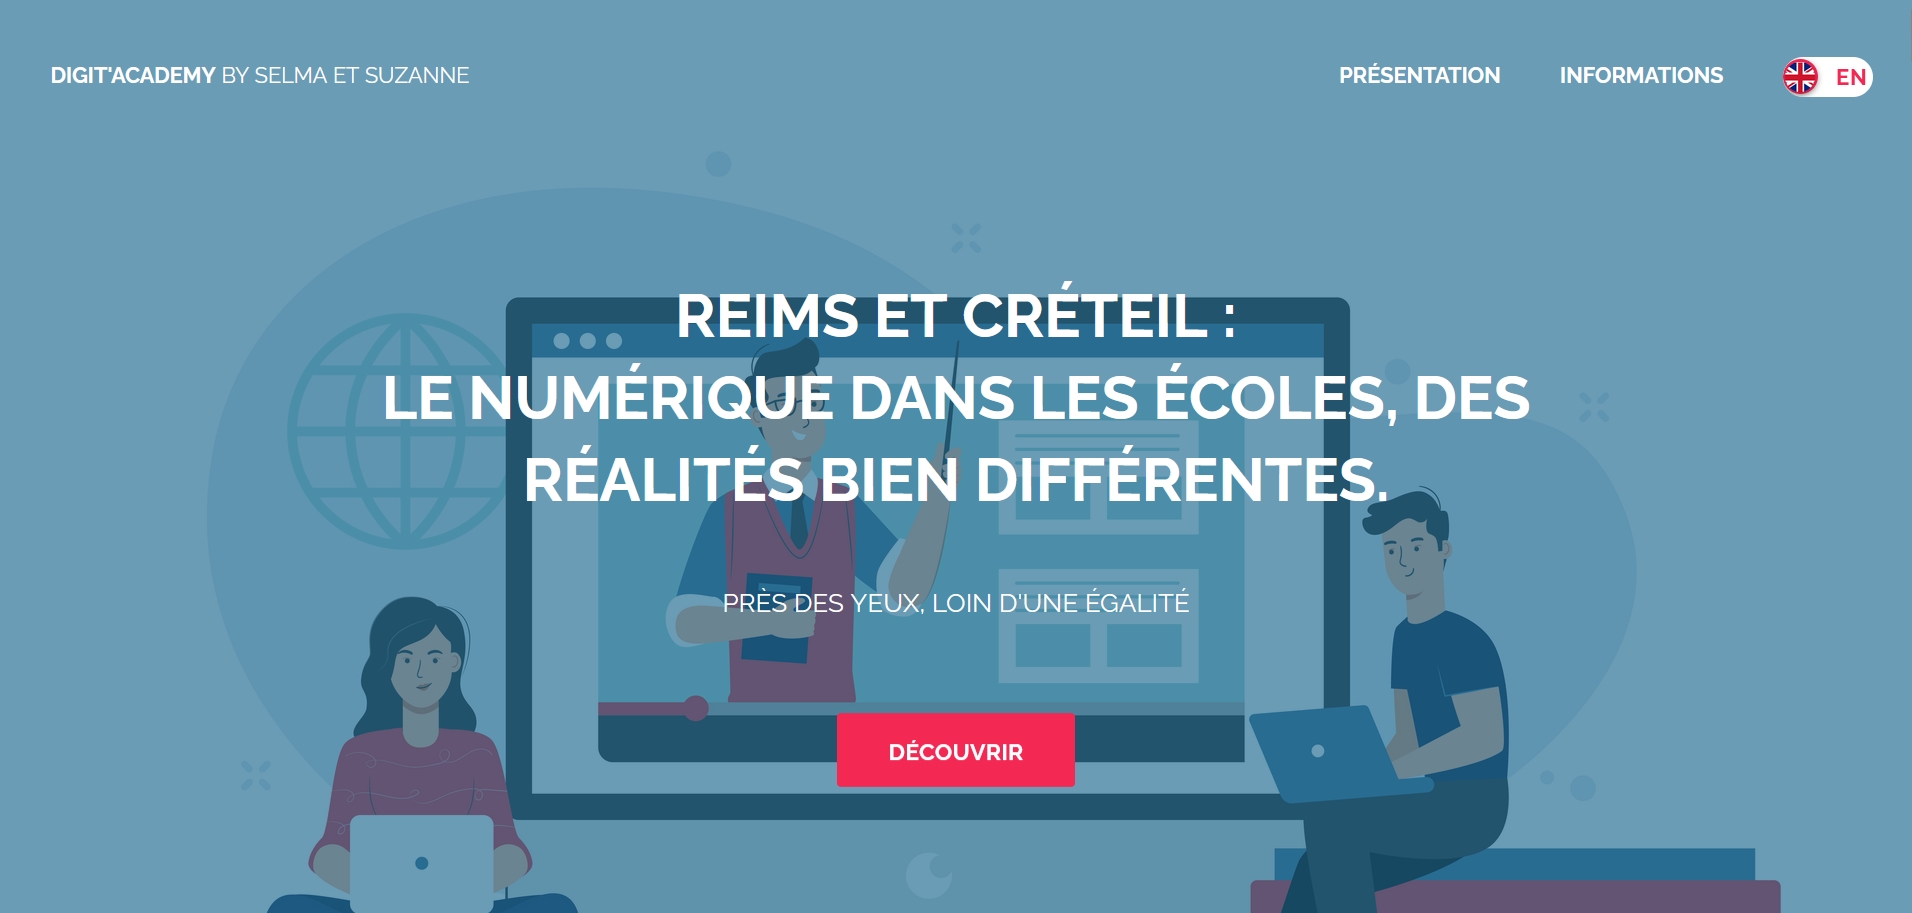 DIGIT'ACADEMY BY SELMA ET SUZANNE
PRÉSENTATION
INFORMATIONS
EN
REIMS ET CRÉTEIL :
LE NUMÉRIQUE DANS LES ÉCOLES, DES
RÉALITÉS BIEN DIFFÉRENTES.
PRÈS DES YEUX, LOIN D'UNE ÉGALITÉ
DÉCOUVRIR